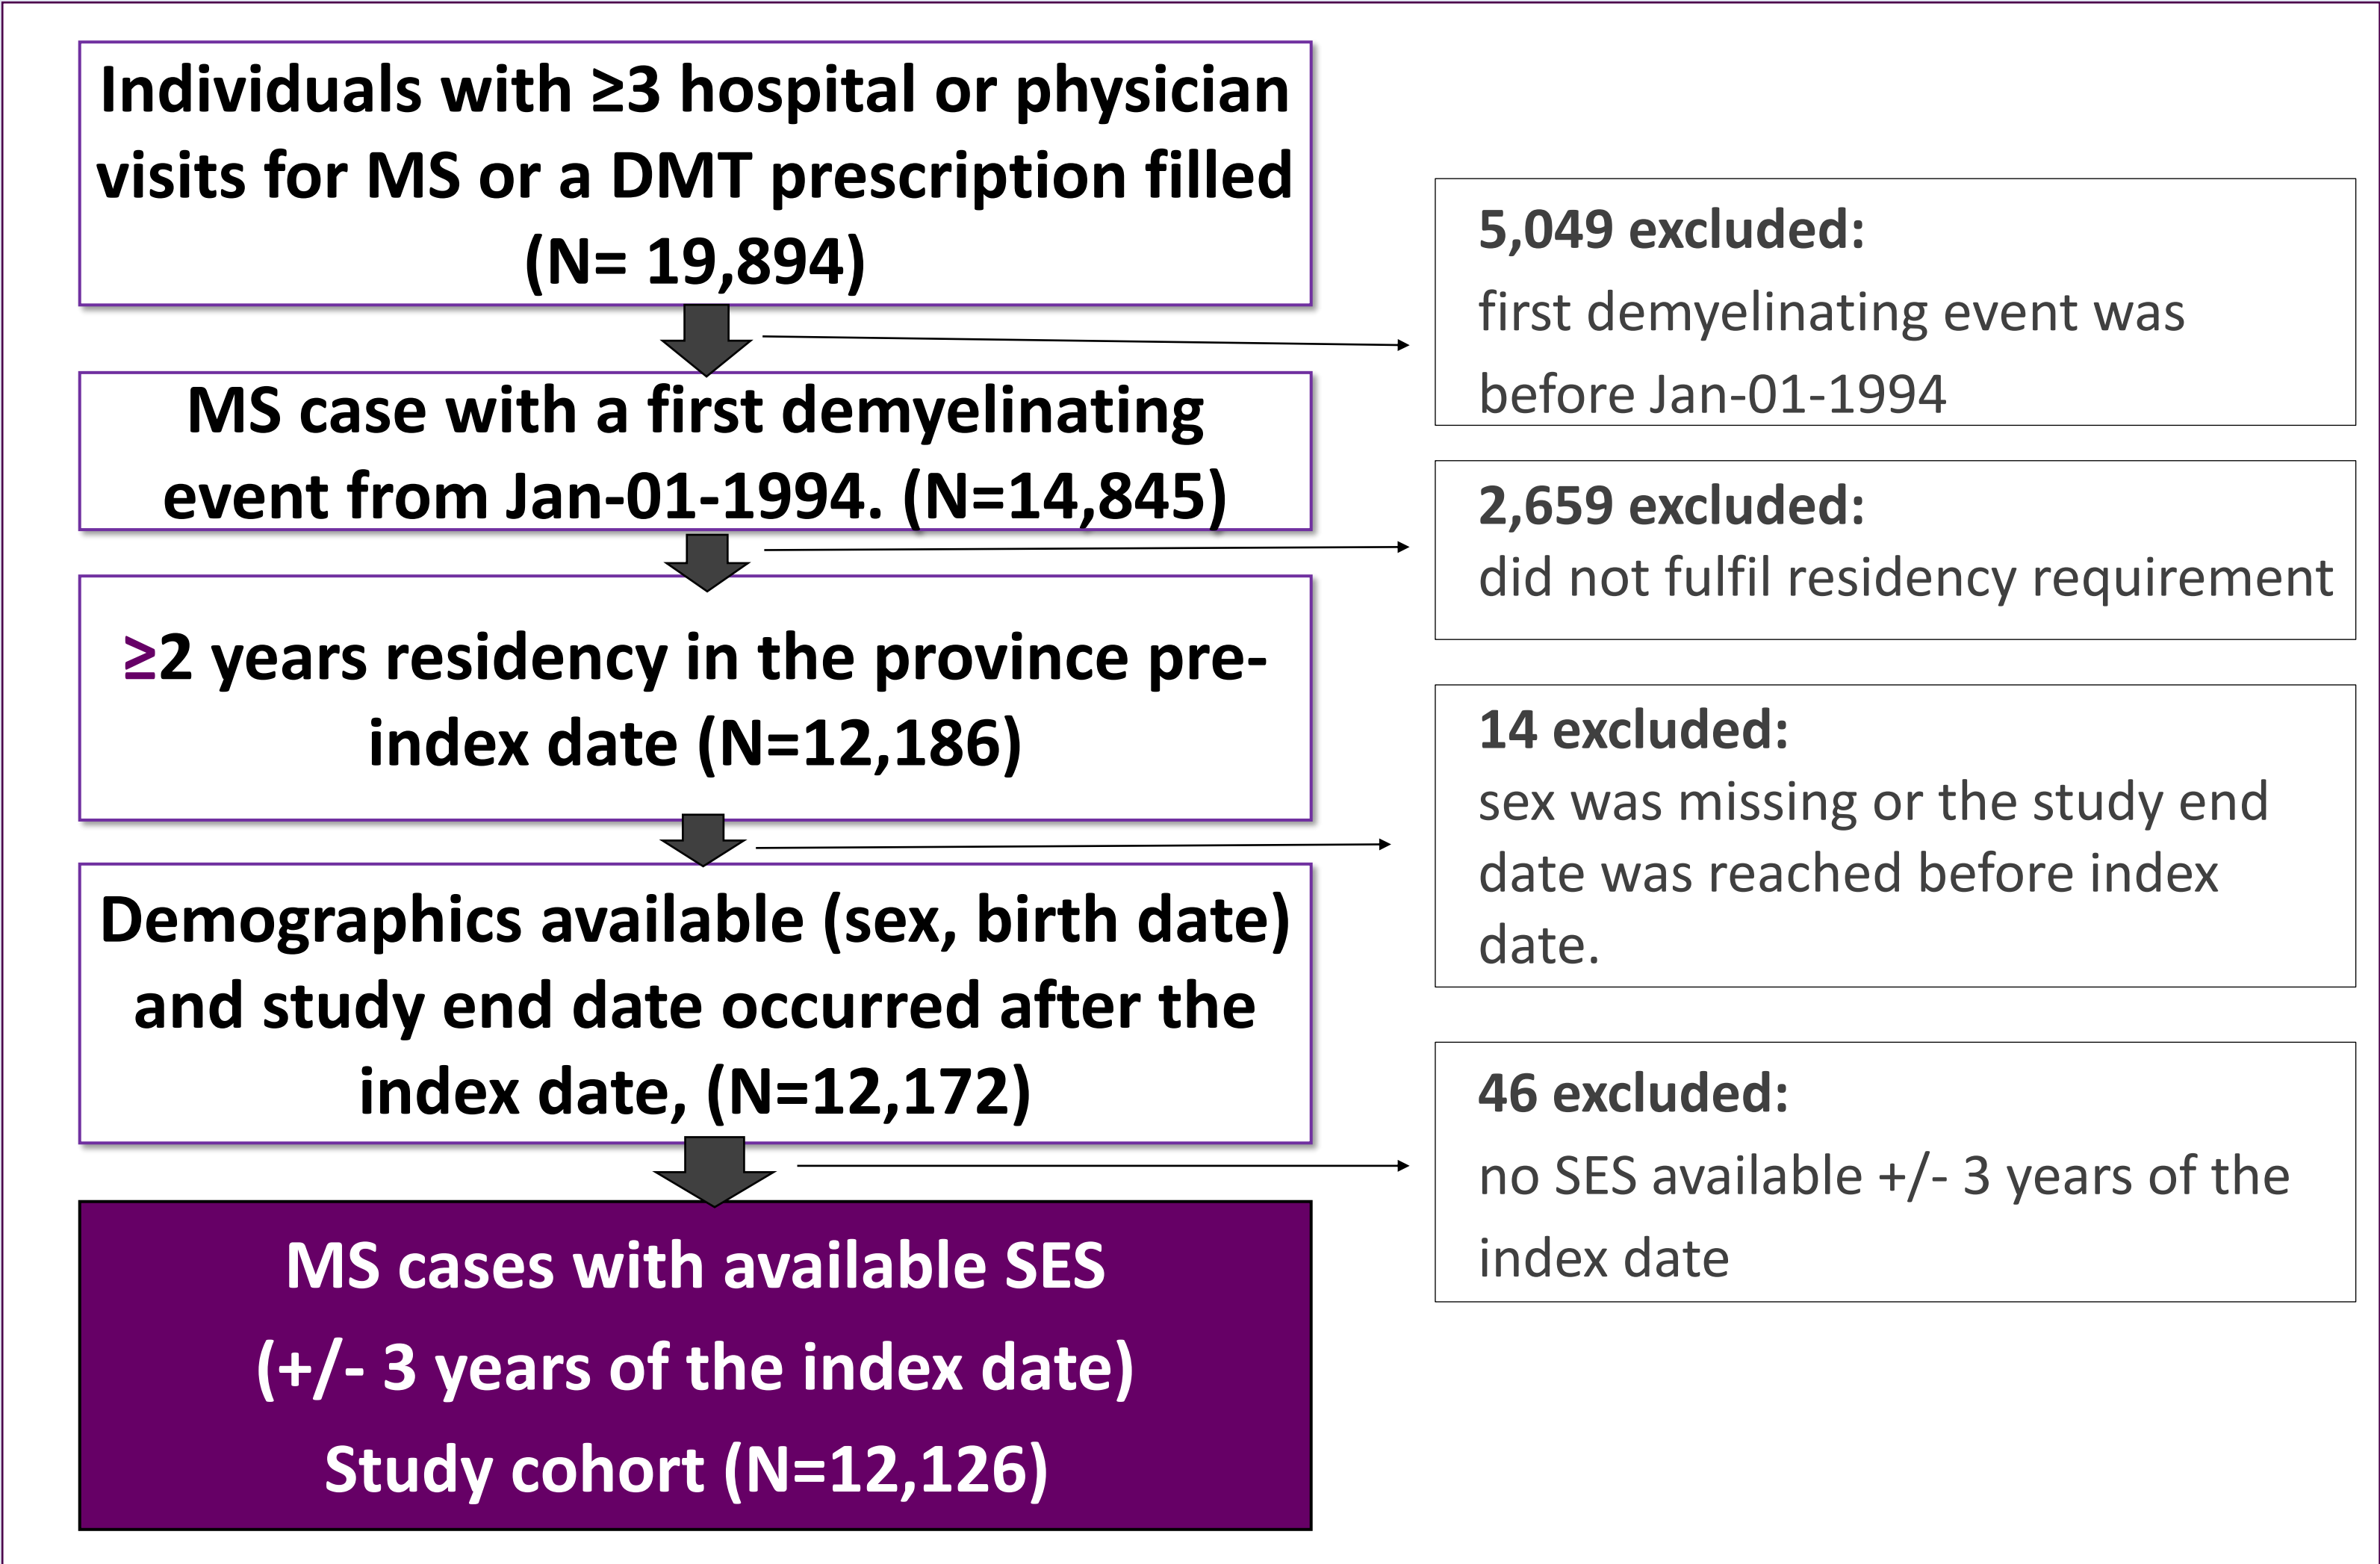 Individuals with ≥3 hospital or physician
visits for MS or a DMT prescription filled
(N= 19,894)
5,049 excluded:
first demyelinating event was
before Jan-01-1994
MS case with a first demyelinating
event from Jan-01-1994. (N=14,845)
2,659 excluded:
did not fulfil residency requirement
≥2 years residency in the province pre-
index date (N=12,186)
14 excluded:
sex was missing or the study end
date was reached before index
date.
Demographics available (sex, birth date)
and study end date occurred after the
index date, (N=12,172)
46 excluded:
no SES available +/- 3 years of the
index date
MS cases with available SES
(+/- 3 years of the index date)
Study cohort (N=12,126)